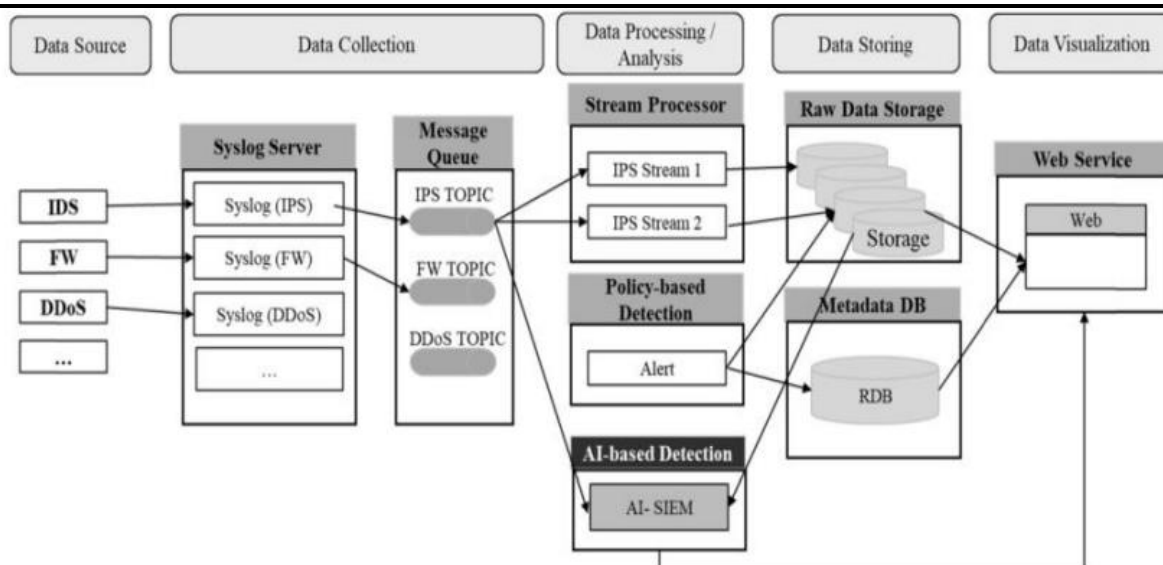 Data Source
Data Collection
Data Processing /
Analysis
Data Storing
Data Visualization
Syslog Server
Message
Queue
Stream Processor
Raw Data Storage
Web Service
IDS
FW
DDoS
...
Syslog (IPS)
Syslog (FW)
Syslog (DDoS)
...
IPS TOPIC
FW TOPIC
DDoS TOPIC
IPS Stream 1
IPS Stream 2
Policy-based
Detection
Alert
AI-based Detection
AI- SIEM
Storage
Metadata DB
RDB
Web